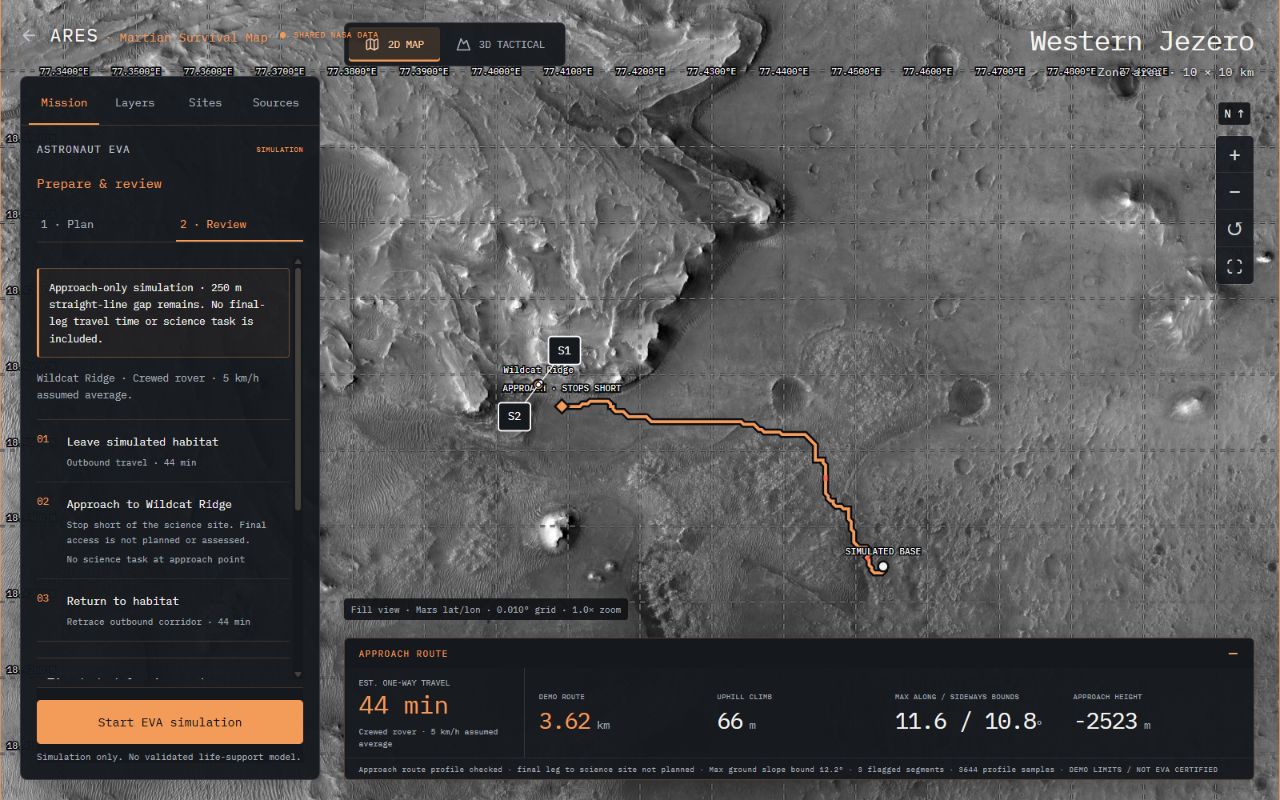 ← ARES · Martian Survival Map
SHARED NASA DATA
2D MAP
3D TACTICAL
Western Jezero
Zone area · 10 × 10 km
77.3400°E 77.3500°E 77.3600°E 77.3700°E 77.3800°E 77.3900°E 77.4000°E 77.4100°E 77.4200°E 77.4300°E 77.4400°E 77.4500°E 77.4600°E 77.4700°E 77.4800°E
Mission Layers Sites Sources
ASTRONAUT EVA
SIMULATION
Prepare & review
1 · Plan
2 · Review
Approach-only simulation · 250 m
straight-line gap remains. No final-
leg travel time or science task is
included.
Wildcat Ridge · Crewed rover · 5 km/h
assumed average.
01 Leave simulated habitat
Outbound travel · 44 min
02 Approach to Wildcat Ridge
Stop short of the science site. Final
access is not planned or assessed.
No science task at approach point
03 Return to habitat
Retrace outbound corridor · 44 min
Start EVA simulation
Simulation only. No validated life-support model.
N ↑
+
−
S1
Wildcat Ridge
APPROACH · STOPS SHORT
S2
SIMULATED BASE
Fill view · Mars lat/lon · 0.010° grid · 1.0× zoom
APPROACH ROUTE
−
EST. ONE-WAY TRAVEL
44 min
Crewed rover · 5 km/h assumed
average
DEMO ROUTE
3.62 km
UPHILL CLIMB
66 m
MAX ALONG / SIDEWAYS BOUNDS
11.6 / 10.8°
APPROACH HEIGHT
-2523 m
Approach route profile checked · final leg to science site not planned · Max ground slope bound 12.2° · 3 flagged segments · 3644 profile samples · DEMO LIMITS / NOT EVA CERTIFIED